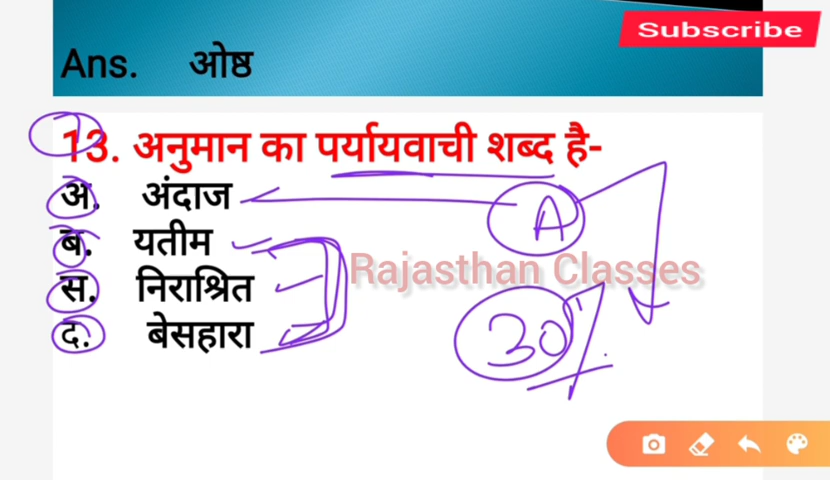 Subscribe
Ans. ओष्ठ
13. अनुमान का पर्यायवाची शब्द है-
अ. अंदाज
A
ब. यतीम
Rajasthan Classes
स. निराश्रित
द. बेसहारा
30%